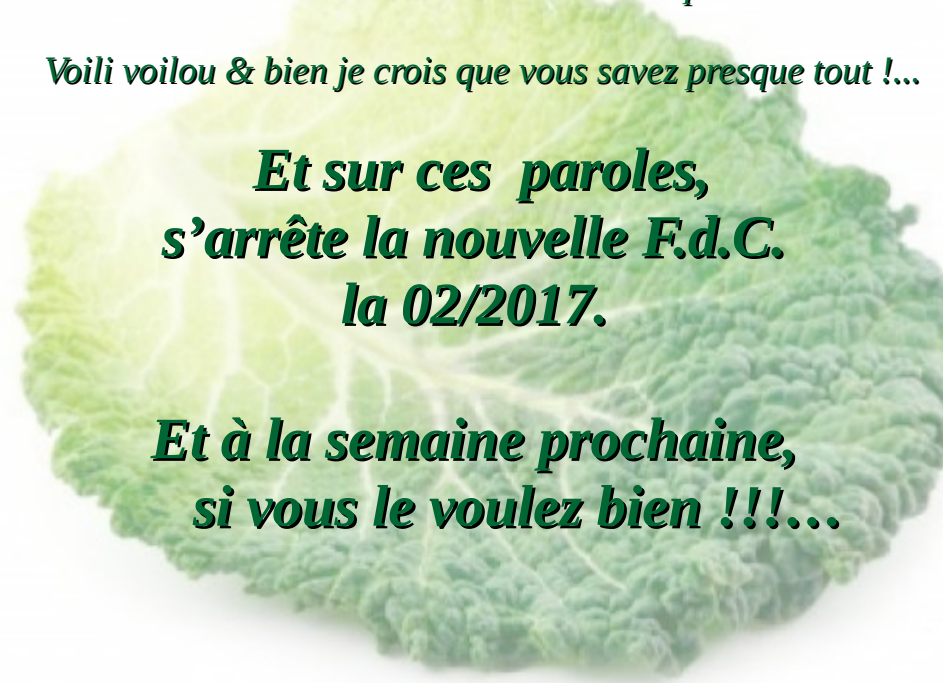 Voili voilou & bien je crois que vous savez presque tout !...
Et sur ces paroles,
s’arrête la nouvelle F.d.C.
la 02/2017.
Et à la semaine prochaine,
si vous le voulez bien !!!…